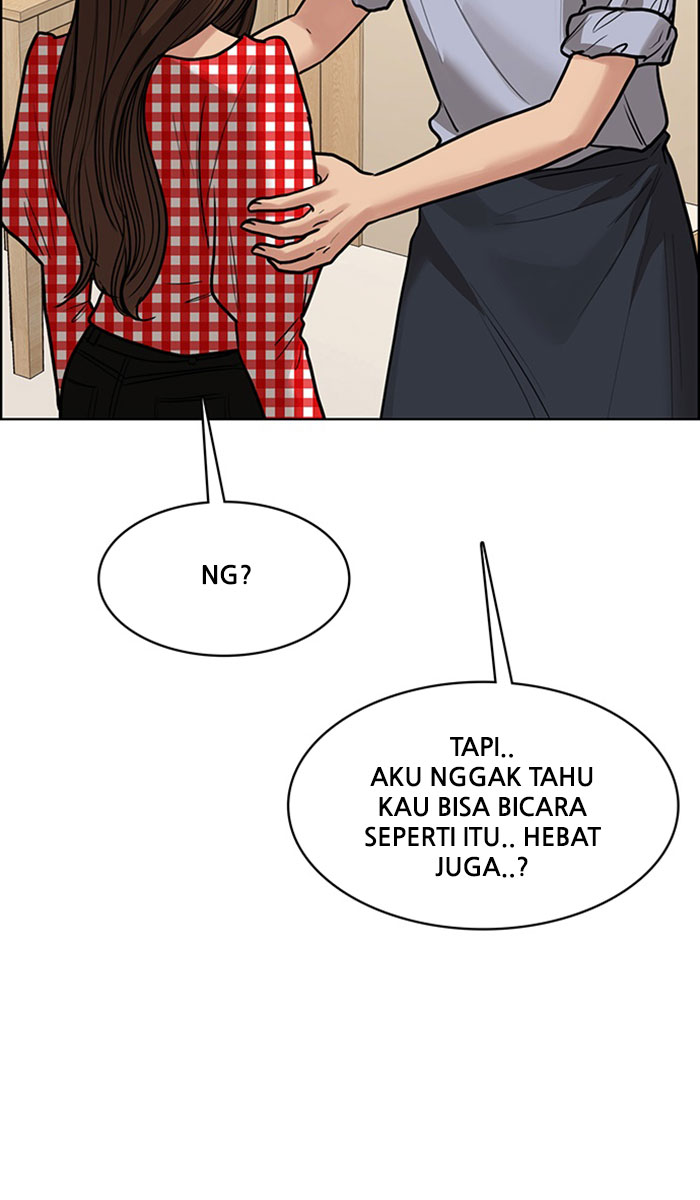 NG?
TAPI..
AKU NGGAK TAHU
KAU BISA BICARA
SEPERTI ITU.. HEBAT
JUGA..?